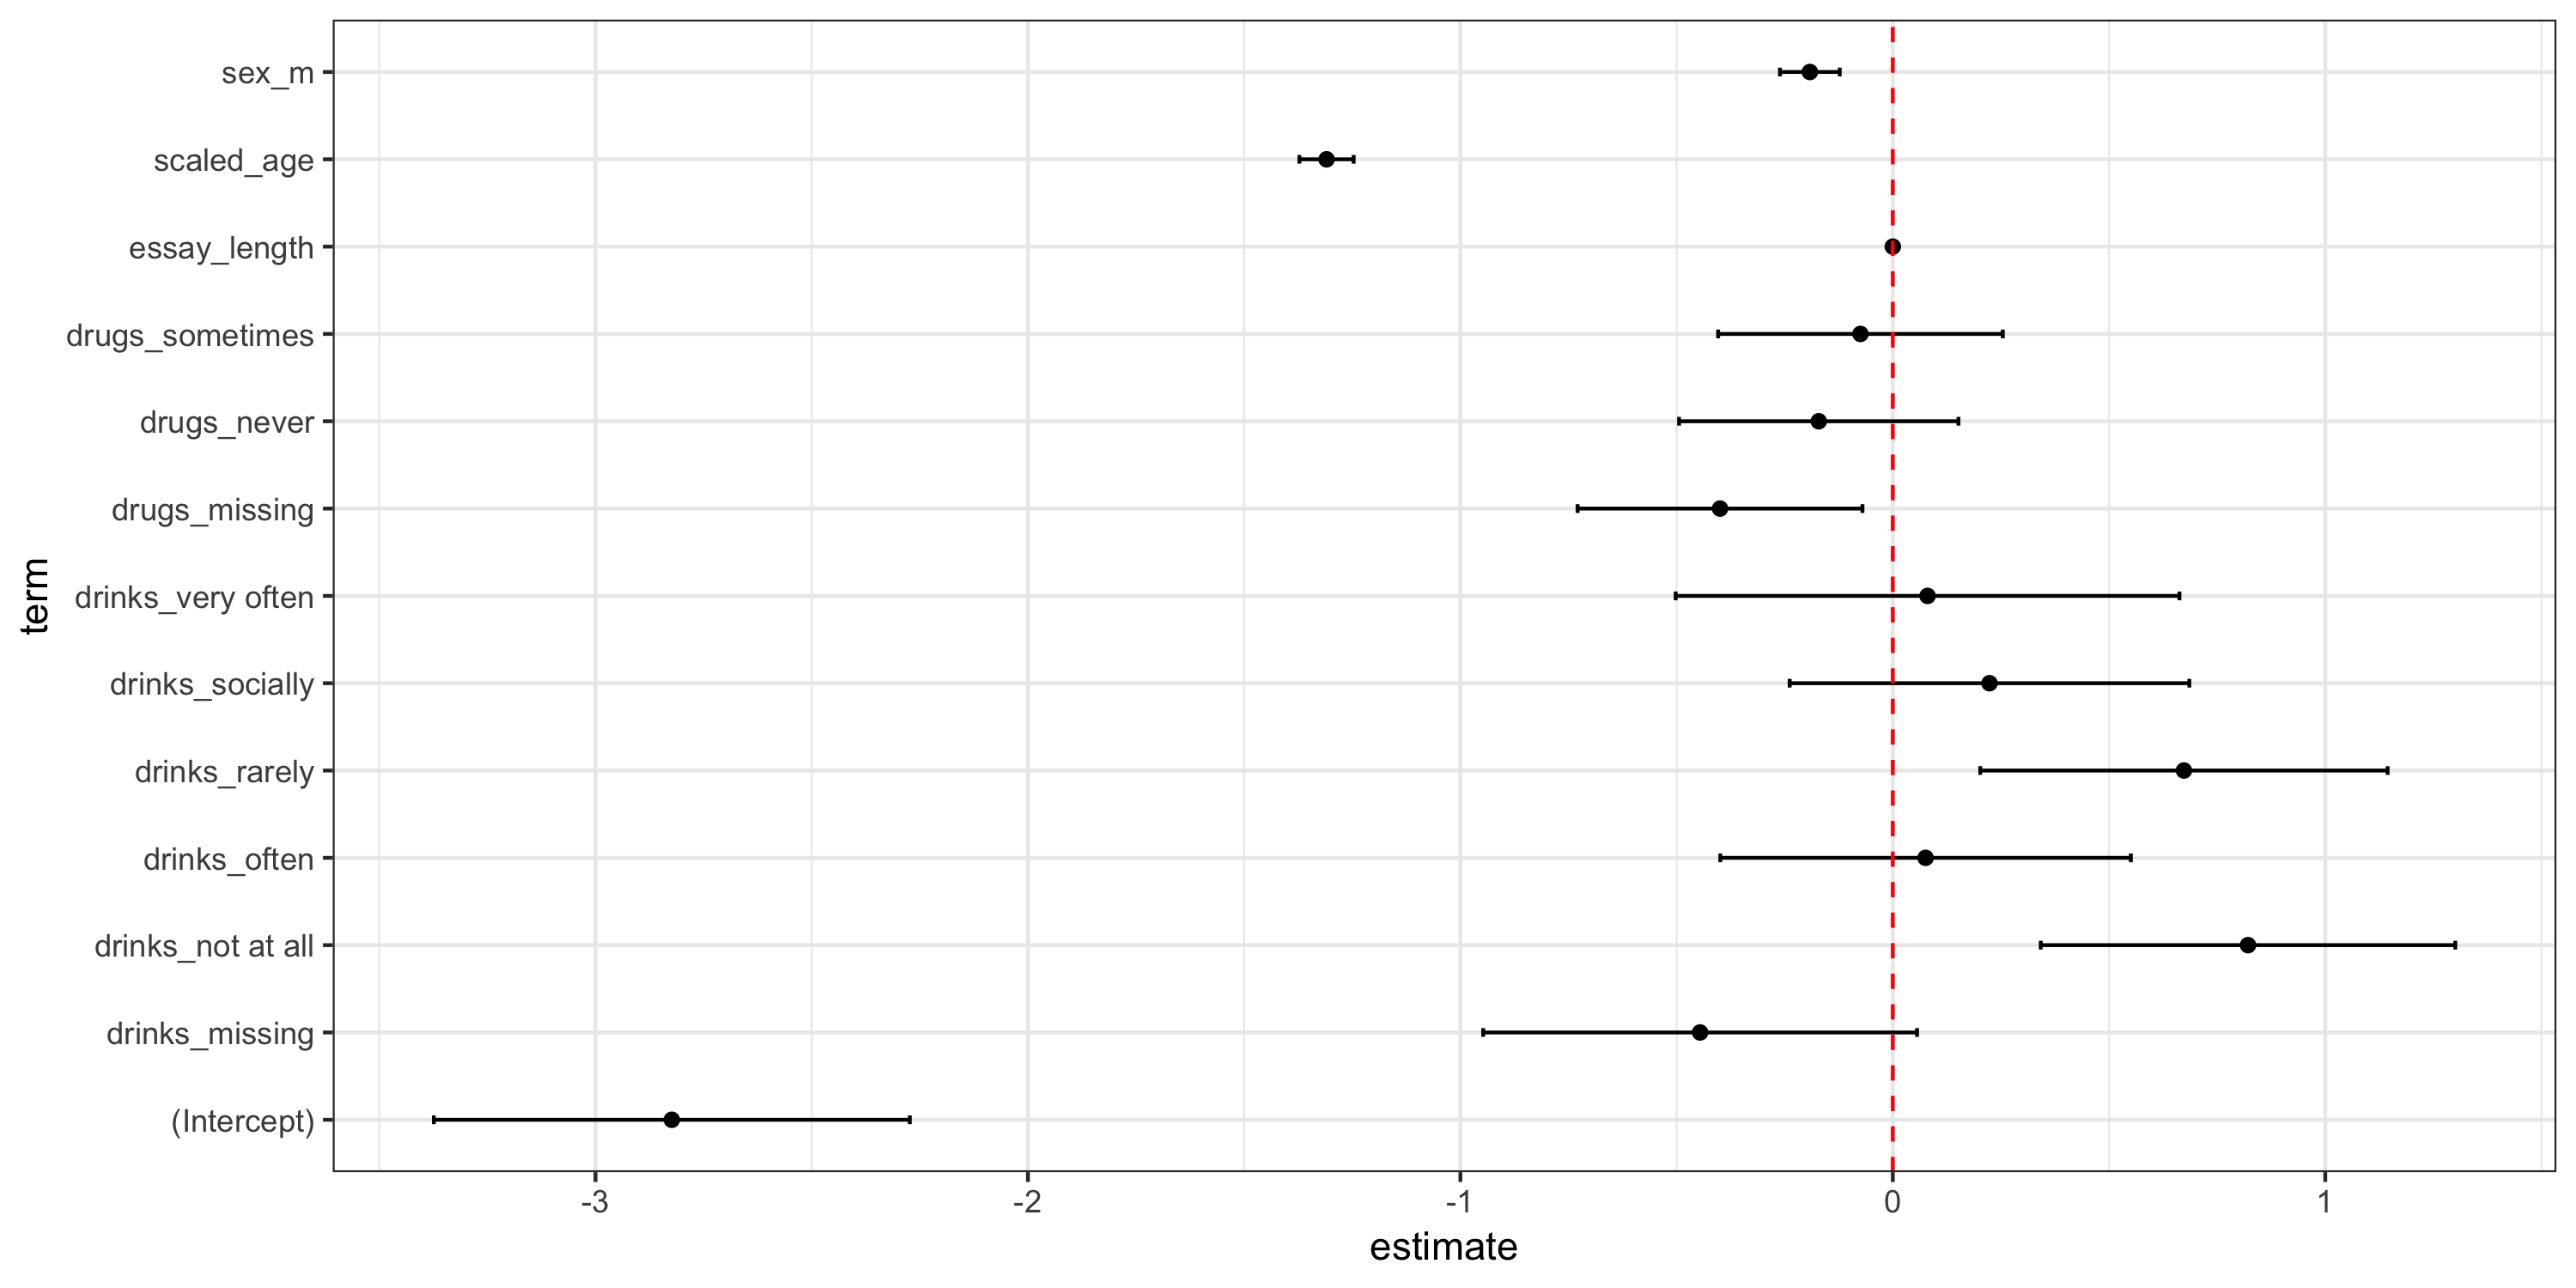 sex_m
scaled_age
essay_length
drugs_sometimes
drugs_never
drugs_missing
drinks_very often
drinks_socially
drinks_rarely
drinks_often
drinks_not at all
drinks_missing
(Intercept)
term
-3 -2 -1 0 1
estimate